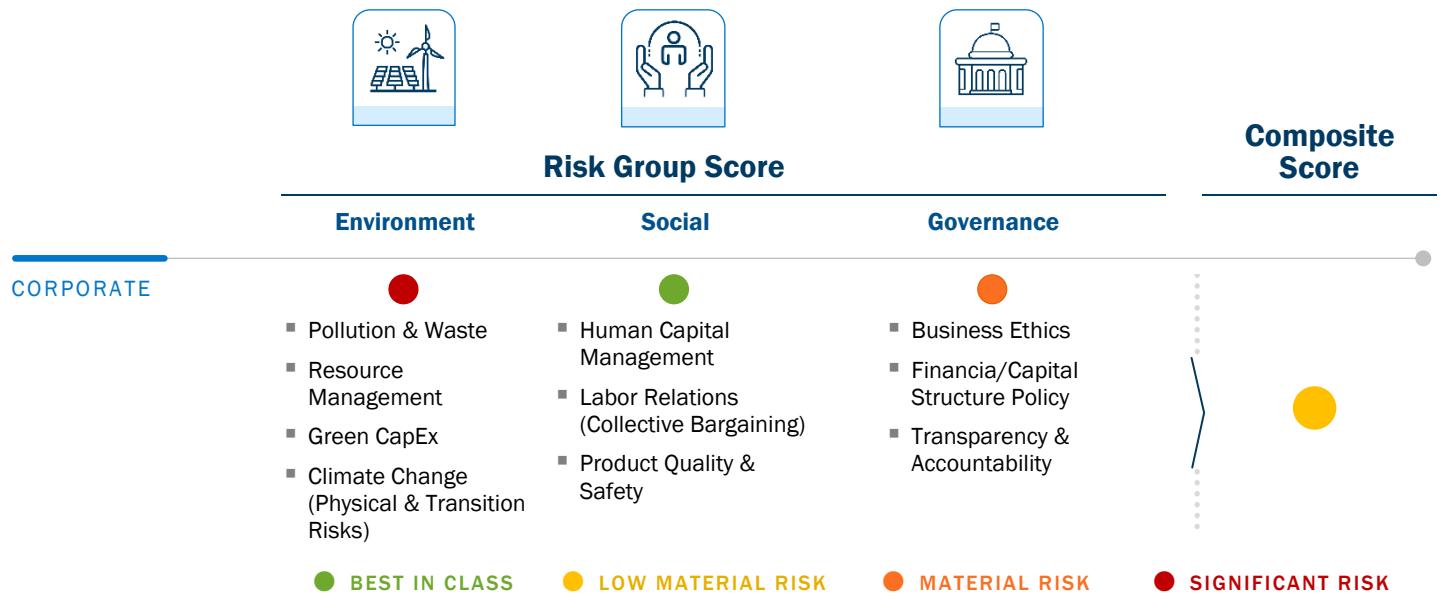 Composite
Score
Risk Group Score
Environment
Social
Governance
CORPORATE
Pollution & Waste
Resource
Management
Green CapEx
Climate Change
(Physical & Transition
Risks)
Human Capital
Management
Labor Relations
(Collective Bargaining)
Product Quality &
Safety
Business Ethics
Financia/Capital
Structure Policy
Transparency &
Accountability
BEST IN CLASS
LOW MATERIAL RISK
MATERIAL RISK
SIGNIFICANT RISK